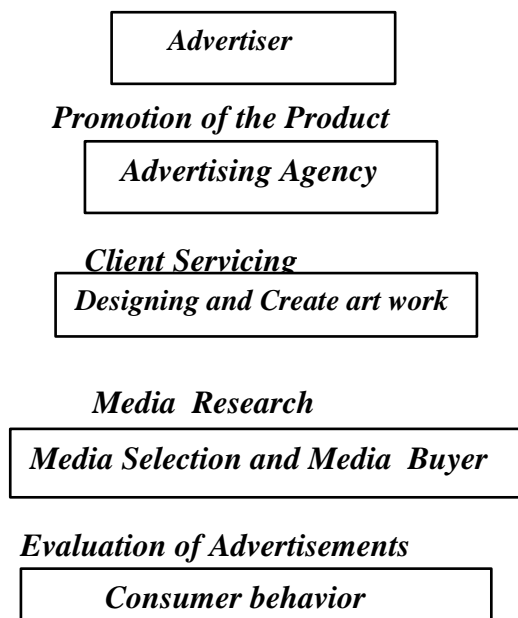 Advertiser
Promotion of the Product
Advertising Agency
Client Servicing
Designing and Create art work
Media Research
Media Selection and Media Buyer
Evaluation of Advertisements
Consumer behavior